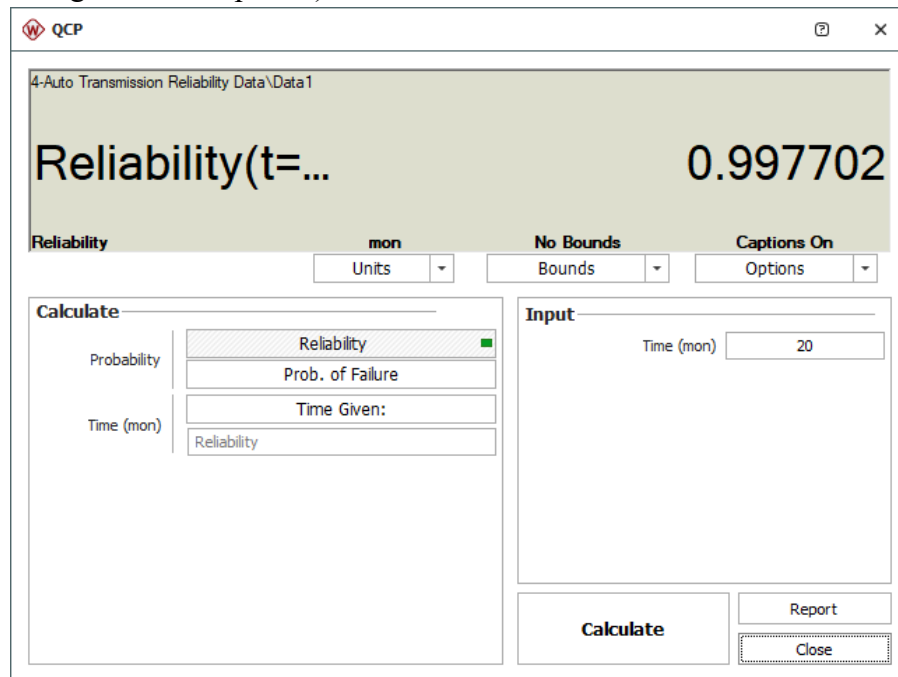 QCP
4-Auto Transmission Reliability Data\Data1
Reliability(t=... 0.997702
Reliability mon No Bounds Captions On
Units Bounds Options
Calculate
Probability
Reliability
Prob. of Failure
Time (mon)
Time Given:
Reliability
Input
Time (mon) 20
Calculate
Report
Close